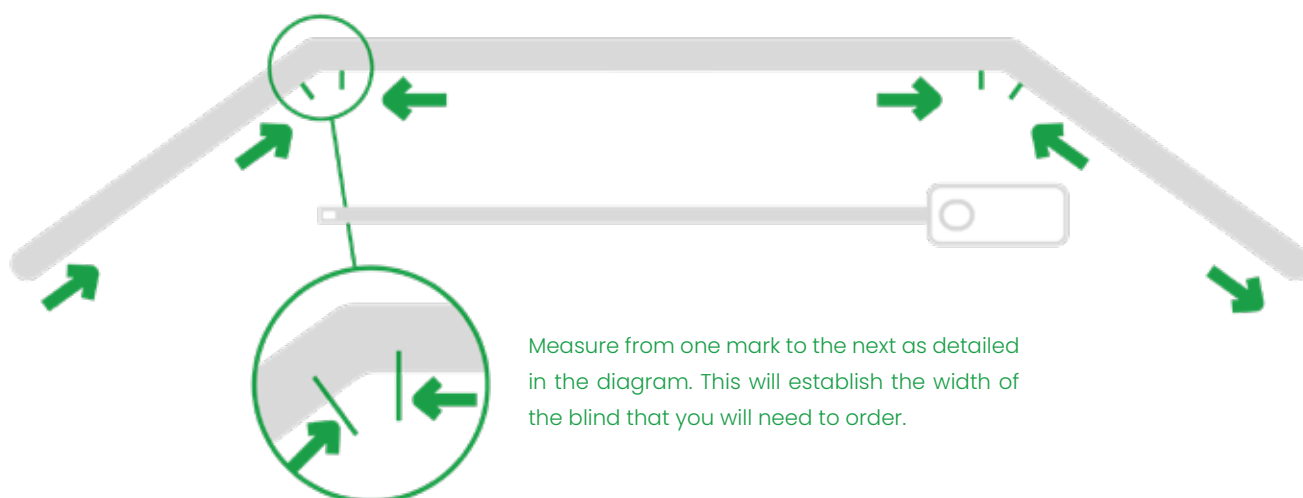 Measure from one mark to the next as detailed
in the diagram. This will establish the width of
the blind that you will need to order.